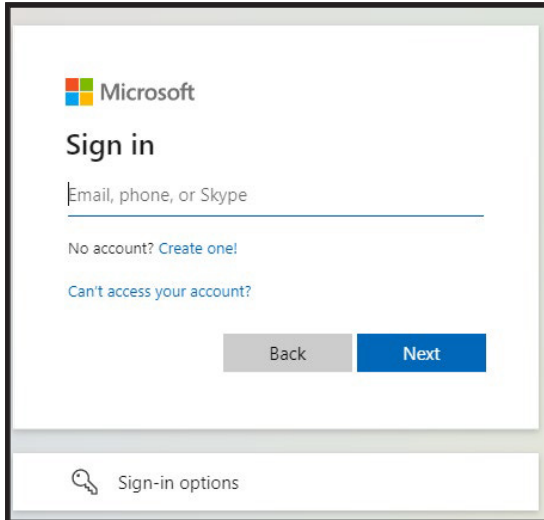 Microsoft
Sign in
Email, phone, or Skype
No account? Create one!
Can't access your account?
Back Next
Sign-in options